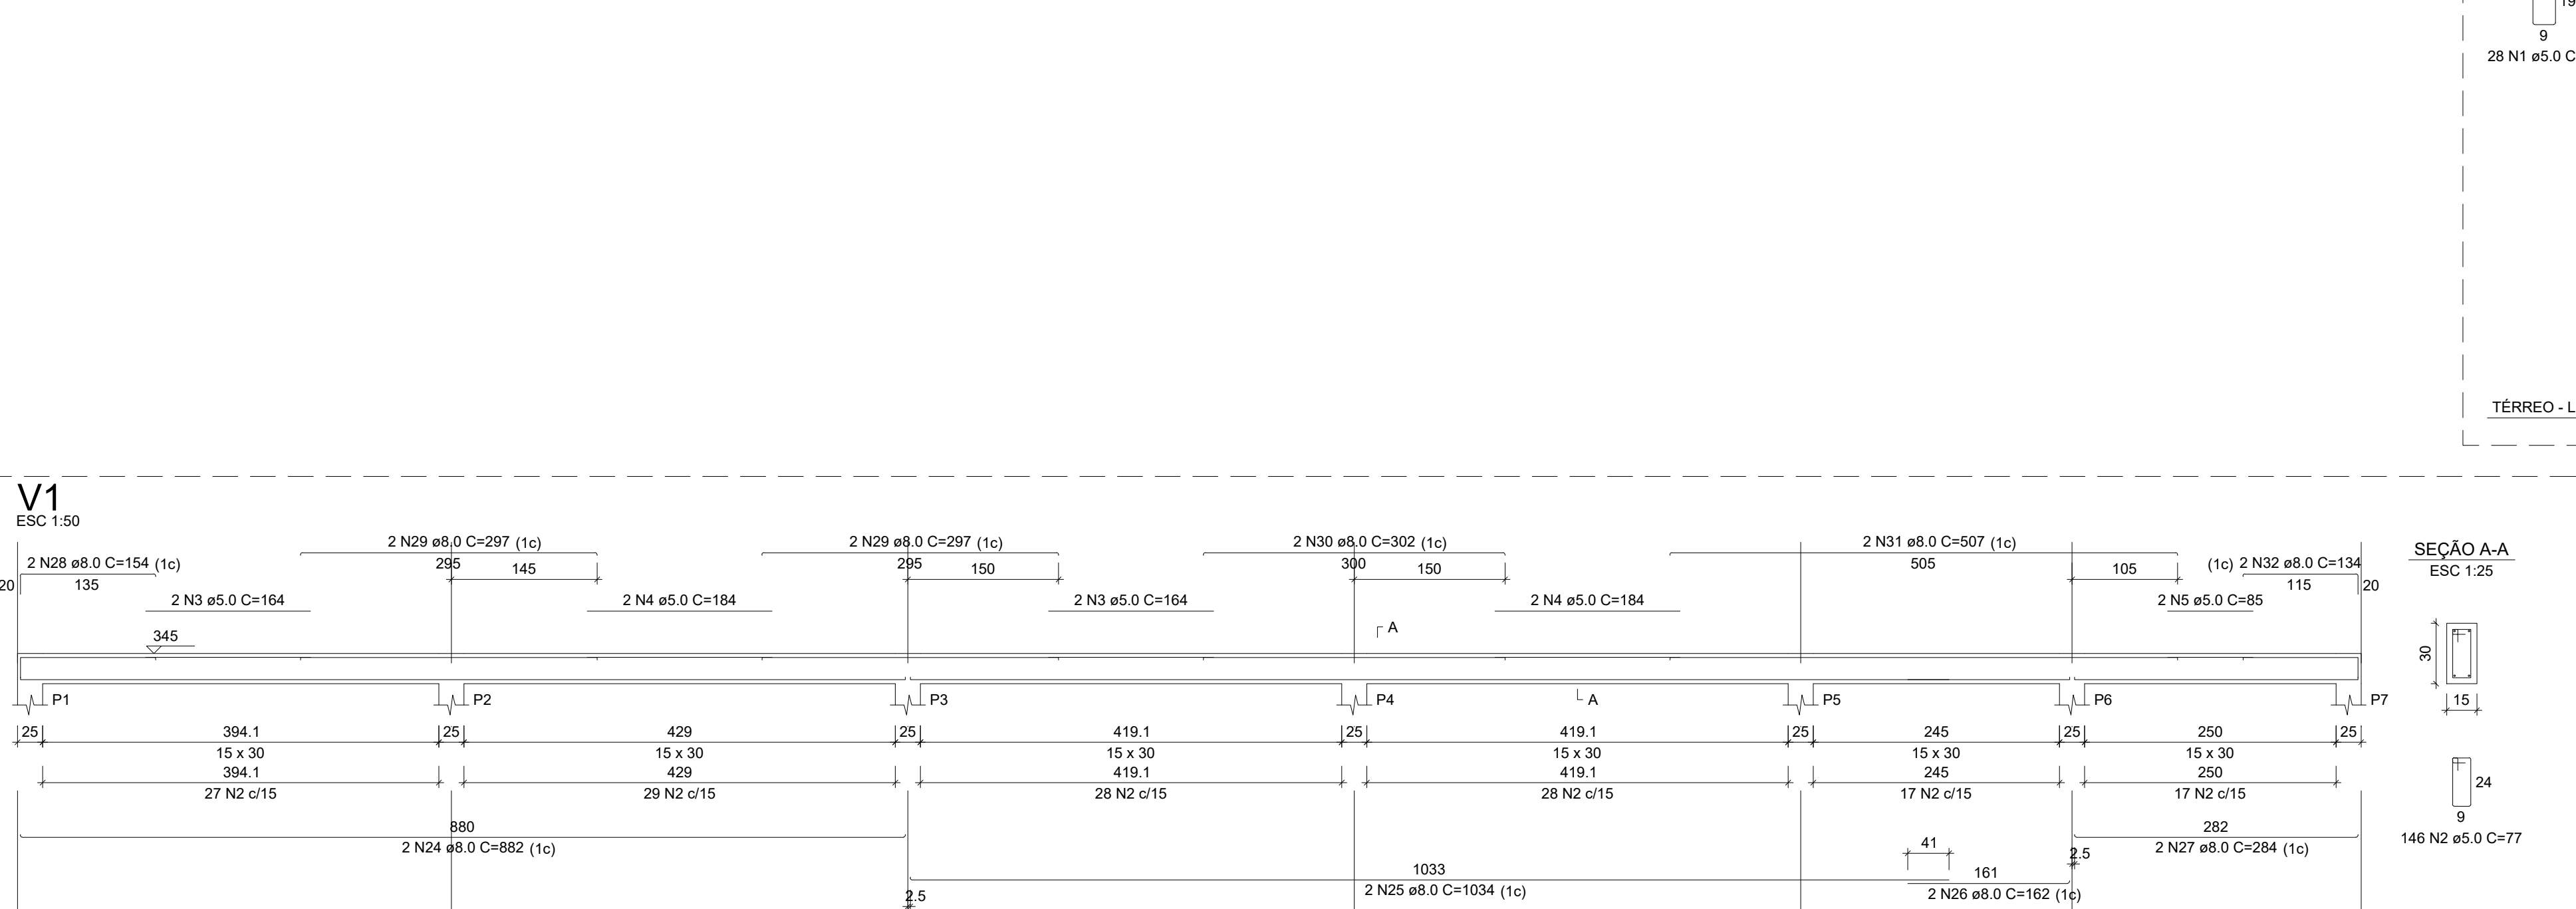 19
9
28 N1 ø5.0 C
TÉRREO - L
V1
ESC 1:50
2 N29 ø8.0 C=297 (1c)
2 N29 ø8.0 C=297 (1c)
2 N30 ø8.0 C=302 (1c)
2 N31 ø8.0 C=507 (1c)
SEÇÃO A-A
2 N28 ø8.0 C=154 (1c)
295
145
295
150
300
150
505
105
(1c) 2 N32 ø8.0 C=134
ESC 1:25
20
135
115
20
2 N3 ø5.0 C=164
2 N4 ø5.0 C=184
2 N3 ø5.0 C=164
2 N4 ø5.0 C=184
2 N5 ø5.0 C=85
345
A
30
P1
P2
P3
P4
A
P5
P6
P7
15
25
394.1
25
429
25
419.1
25
419.1
25
245
25
250
25
15 x 30
15 x 30
15 x 30
15 x 30
15 x 30
15 x 30
394.1
429
419.1
419.1
245
250
27 N2 c/15
29 N2 c/15
28 N2 c/15
28 N2 c/15
17 N2 c/15
17 N2 c/15
24
9
146 N2 ø5.0 C=77
880
2 N24 ø8.0 C=882 (1c)
282
2 N27 ø8.0 C=284 (1c)
41
2.5
1033
2 N25 ø8.0 C=1034 (1c)
161
2 N26 ø8.0 C=162 (1c)
2.5